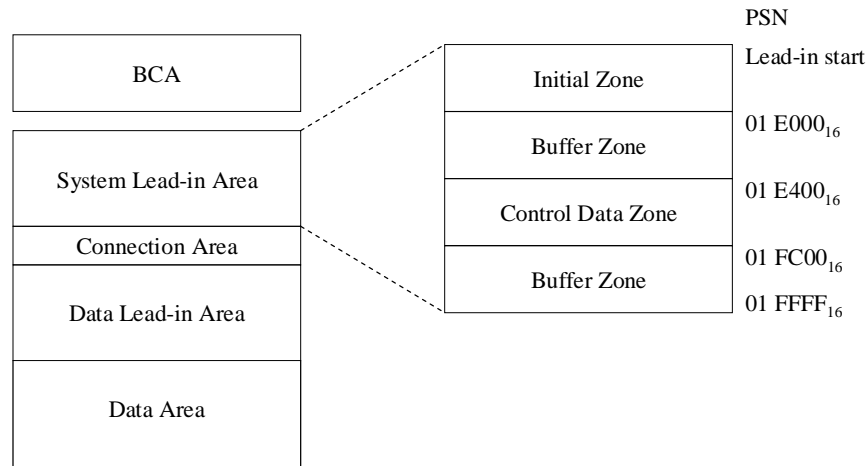 BCA
System Lead-in Area
Connection Area
Data Lead-in Area
Data Area
Initial Zone
Buffer Zone
Control Data Zone
Buffer Zone
PSN
Lead-in start
01 E000₁₆
01 E400₁₆
01 FC00₁₆
01 FFFF₁₆